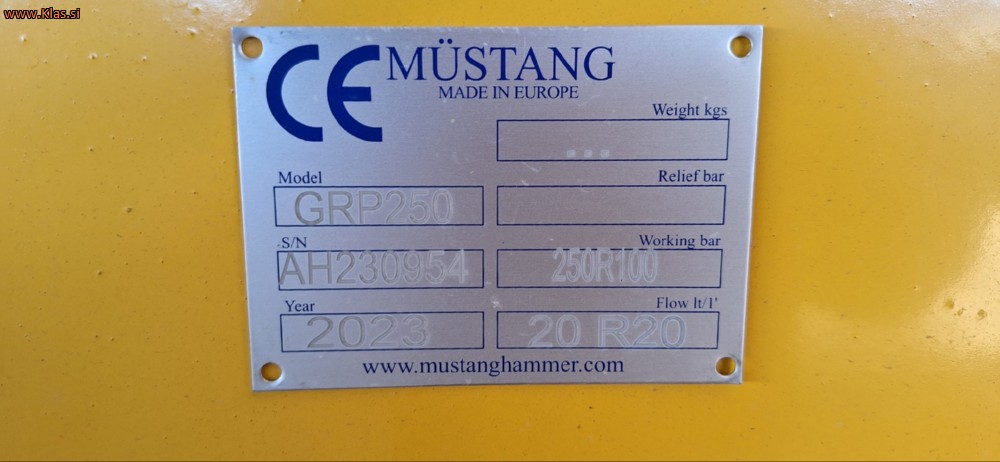 www.Klas.si
CE MÜSTANG
MADE IN EUROPE
Weight kgs
...
Model
Relief bar
GRP250
S/N
Working bar
AH230954
250R100
Year
Flow lt/1'
2023
20 R20
www.mustanghammer.com